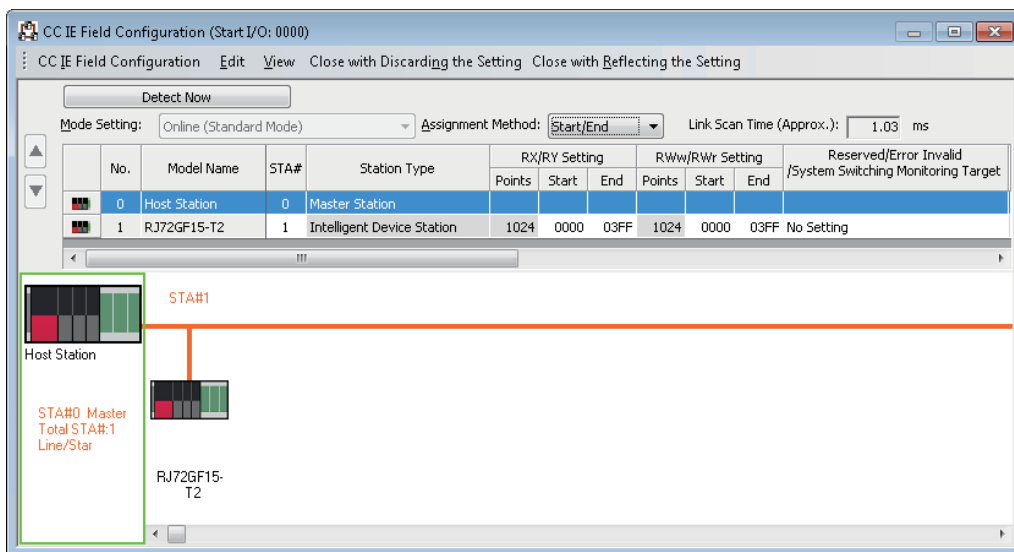 CC IE Field Configuration (Start I/O: 0000)
CC IE Field Configuration Edit View Close with Discarding the Setting Close with Reflecting the Setting
Detect Now
Mode Setting: Online (Standard Mode) Assignment Method: Start/End Link Scan Time (Approx.): 1.03 ms
No. Model Name STA# Station Type RX/RY Setting RWw/RWr Setting Reserved/Error Invalid
/System Switching Monitoring Target
Points Start End Points Start End
0 Host Station 0 Master Station
1 RJ72GF15-T2 1 Intelligent Device Station 1024 0000 03FF 1024 0000 03FF No Setting
STA#1
Host Station
STA#0 Master
Total STA#:1
Line/Star
RJ72GF15-
T2